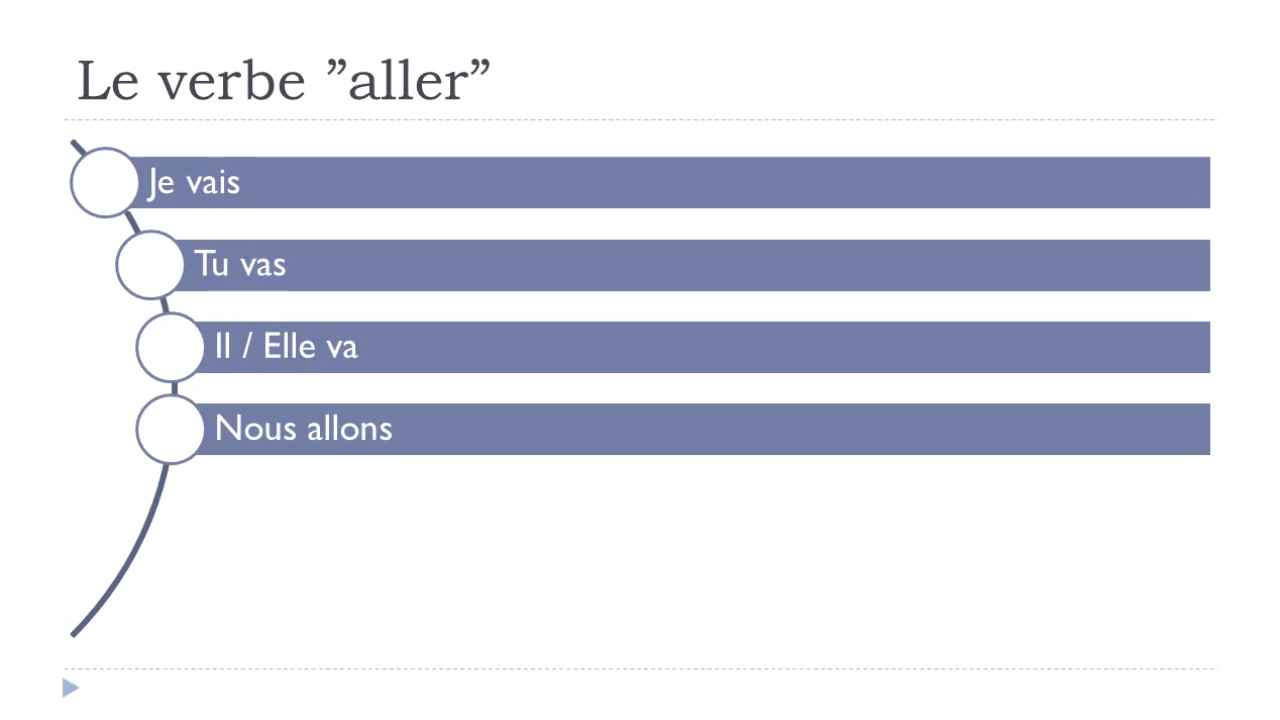 Le verbe ”aller”
Je vais
Tu vas
Il / Elle va
Nous allons